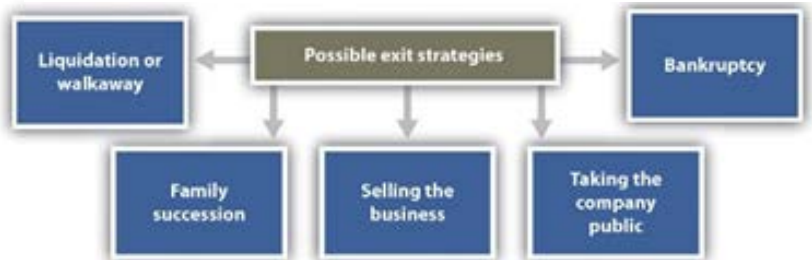 Possible exit strategies
Liquidation or
walkaway
Bankruptcy
Family
succession
Selling the
business
Taking the
company
public